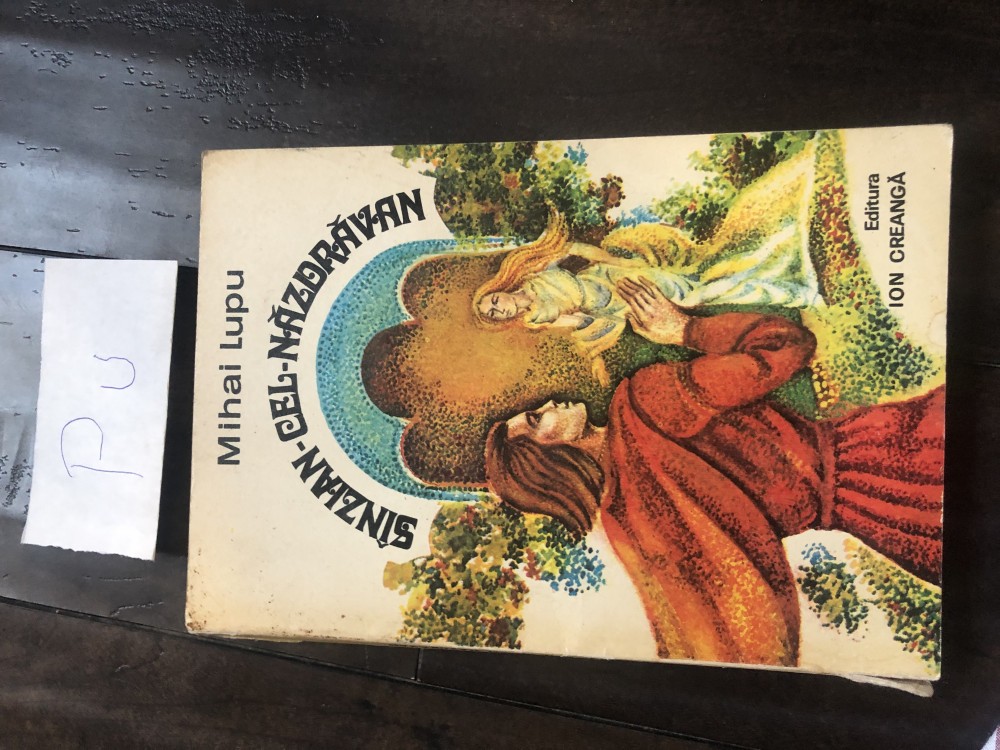 PU
Mihai Lupu
SÎNZIAN-CEL-NĂZDRĂVAN
Editura
ION CREANGĂ